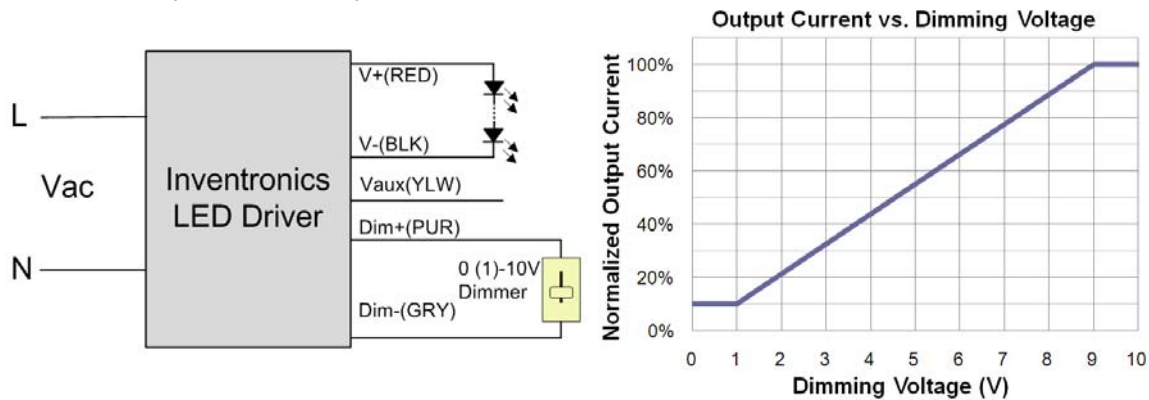 L
Vac
N
Inventronics
LED Driver
V+(RED)
V-(BLK)
Vaux(YLW)
Dim+(PUR)
0 (1)-10V
Dimmer
Dim-(GRY)
Output Current vs. Dimming Voltage
Normalized Output Current
100%
80%
60%
40%
20%
0%
0 1 2 3 4 5 6 7 8 9 10
Dimming Voltage (V)